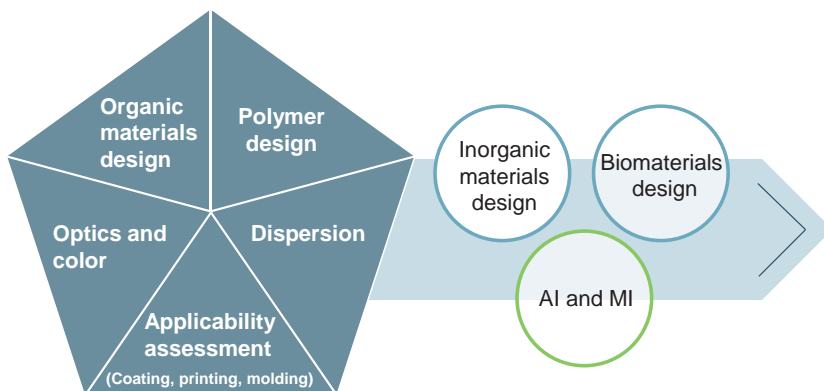 Organic
materials
design
Polymer
design
Optics and
color
Dispersion
Applicability
assessment
(Coating, printing, molding)
Inorganic
materials
design
Biomaterials
design
AI and MI